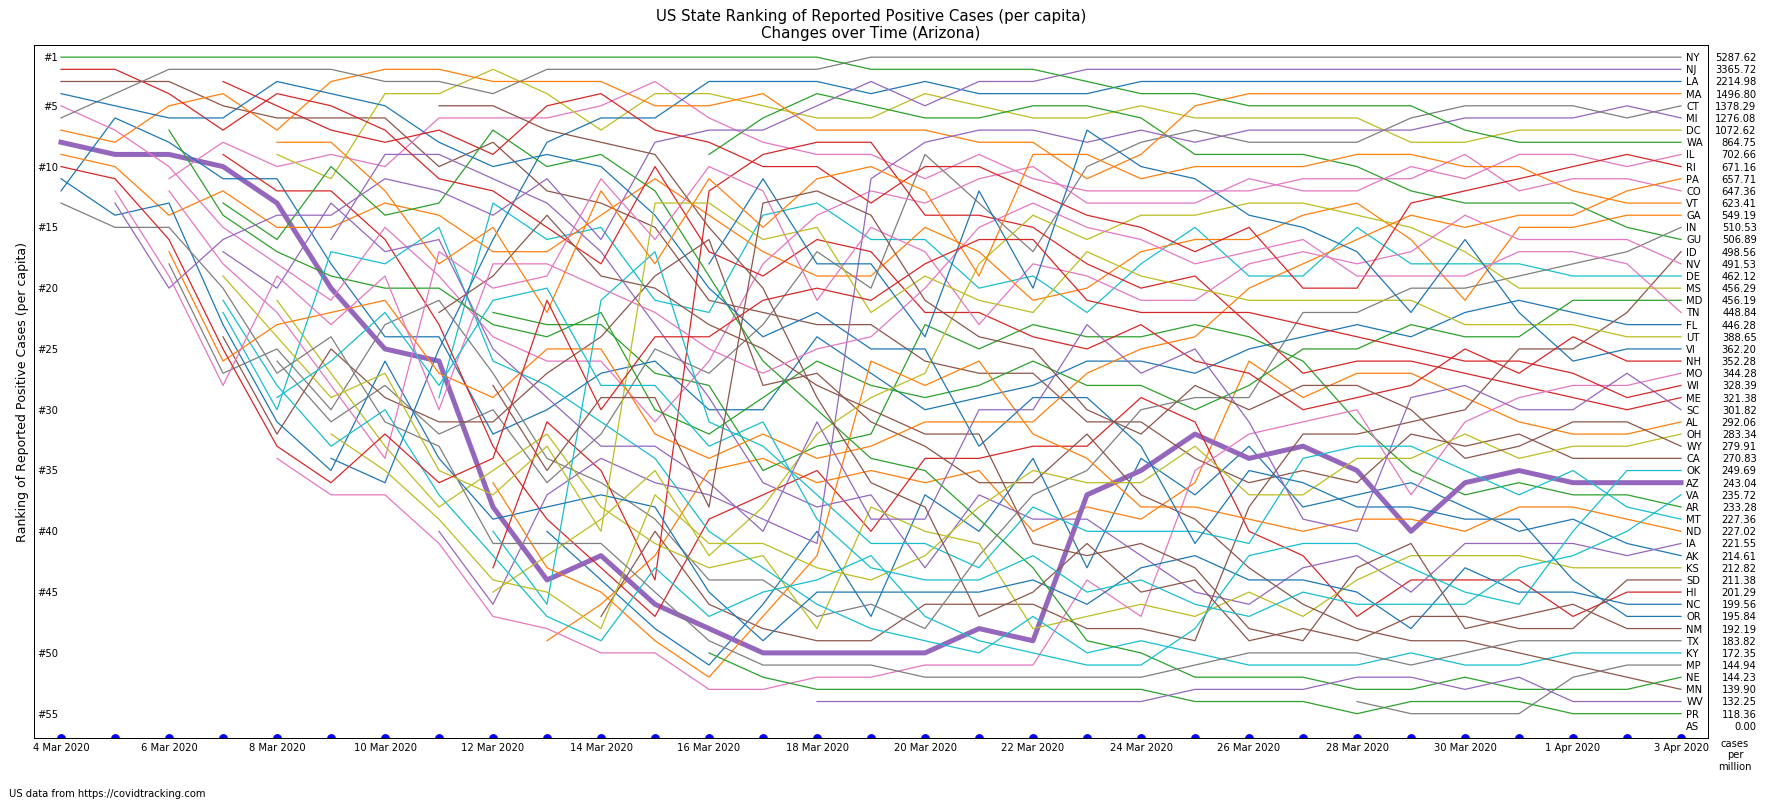 US State Ranking of Reported Positive Cases (per capita)
Changes over Time (Arizona)
Ranking of Reported Positive Cases (per capita)
#1
#5
#10
#15
#20
#25
#30
#35
#40
#45
#50
#55
NY 5287.62
NJ 3365.72
LA 2214.98
MA 1496.80
CT 1378.29
MI 1276.08
DC 1072.62
WA 864.75
IL 702.66
RI 671.16
PA 657.71
CO 647.36
VT 623.41
GA 549.19
IN 510.53
GU 506.89
ID 498.56
NV 491.53
DE 462.12
MS 456.29
MD 456.19
TN 448.84
FL 446.28
UT 388.65
VI 362.20
NH 352.28
MO 344.28
WI 328.39
ME 321.38
SC 301.82
AL 292.06
OH 283.34
WY 279.91
CA 270.83
OK 249.69
AZ 243.04
VA 235.72
AR 233.28
MT 227.36
ND 227.02
IA 221.55
AK 214.61
KS 212.82
SD 211.38
HI 201.29
NC 199.56
OR 195.84
NM 192.19
TX 183.82
KY 172.35
MP 144.94
NE 144.23
MN 139.90
WV 132.25
PR 118.36
AS 0.00
4 Mar 2020
6 Mar 2020
8 Mar 2020
10 Mar 2020
12 Mar 2020
14 Mar 2020
16 Mar 2020
18 Mar 2020
20 Mar 2020
22 Mar 2020
24 Mar 2020
26 Mar 2020
28 Mar 2020
30 Mar 2020
1 Apr 2020
3 Apr 2020
cases
per
million
US data from https://covidtracking.com